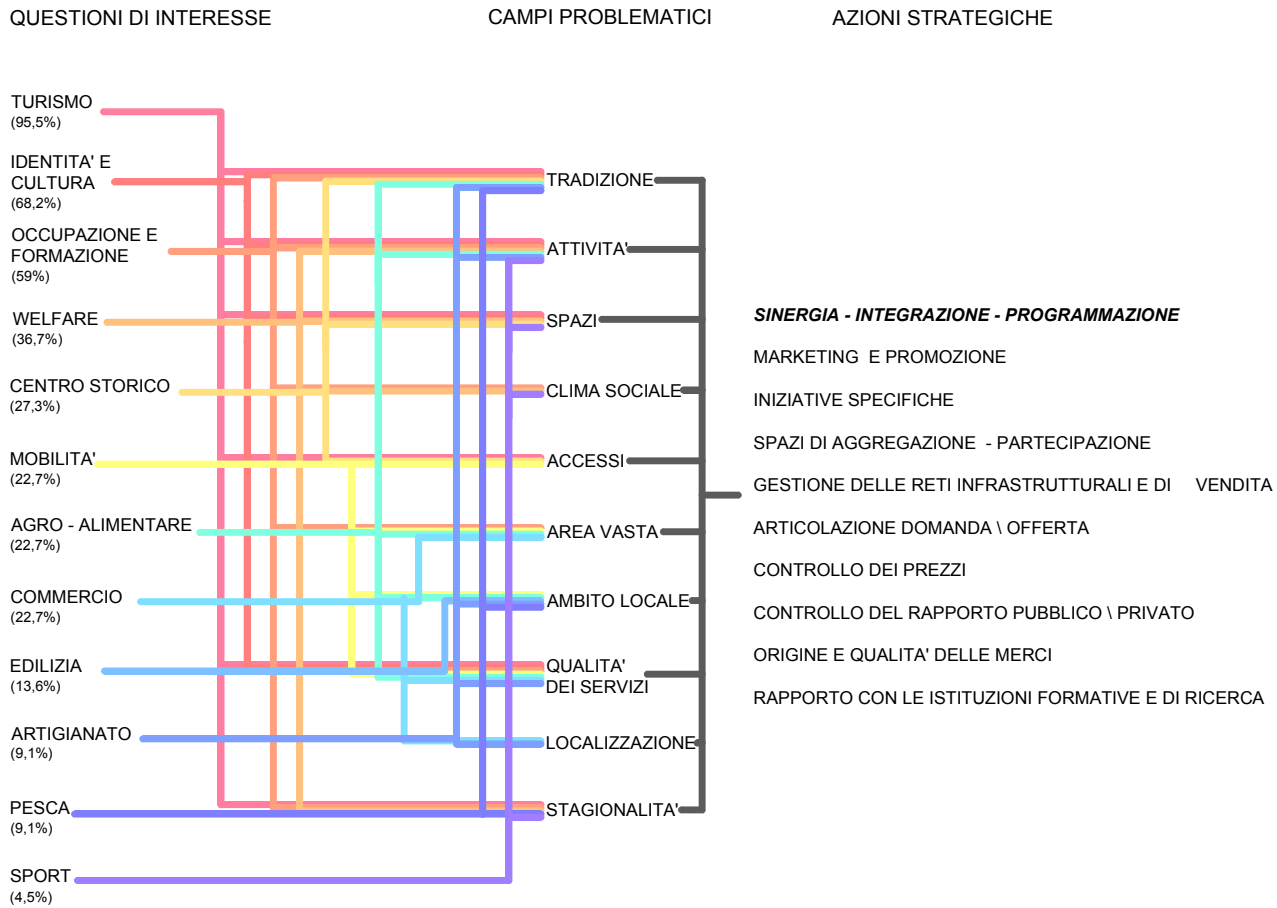 QUESTIONI DI INTERESSE
CAMPI PROBLEMATICI
AZIONI STRATEGICHE
TURISMO
(95,5%)
IDENTITA' E
CULTURA
(68,2%)
OCCUPAZIONE E
FORMAZIONE
(59%)
WELFARE
(36,7%)
CENTRO STORICO
(27,3%)
MOBILITA'
(22,7%)
AGRO - ALIMENTARE
(22,7%)
COMMERCIO
(22,7%)
EDILIZIA
(13,6%)
ARTIGIANATO
(9,1%)
PESCA
(9,1%)
SPORT
(4,5%)
TRADIZIONE
ATTIVITA'
SPAZI
CLIMA SOCIALE
ACCESSI
AREA VASTA
AMBITO LOCALE
QUALITA'
DEI SERVIZI
LOCALIZZAZIONE
STAGIONALITA'
SINERGIA - INTEGRAZIONE - PROGRAMMAZIONE
MARKETING E PROMOZIONE
INIZIATIVE SPECIFICHE
SPAZI DI AGGREGAZIONE - PARTECIPAZIONE
GESTIONE DELLE RETI INFRASTRUTTURALI E DI VENDITA
ARTICOLAZIONE DOMANDA \ OFFERTA
CONTROLLO DEI PREZZI
CONTROLLO DEL RAPPORTO PUBBLICO \ PRIVATO
ORIGINE E QUALITA' DELLE MERCI
RAPPORTO CON LE ISTITUZIONI FORMATIVE E DI RICERCA